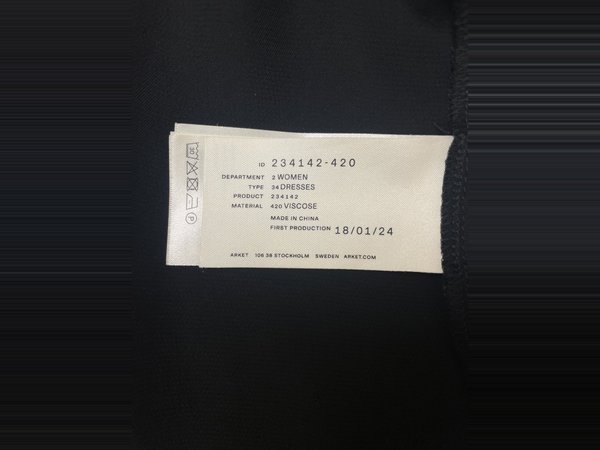 ID 234142-420
DEPARTMENT 2 WOMEN
TYPE 34 DRESSES
PRODUCT 234142
MATERIAL 420 VISCOSE
MADE IN CHINA
FIRST PRODUCTION 18/01/24
ARKET 106 38 STOCKHOLM SWEDEN ARKET.COM
30
P